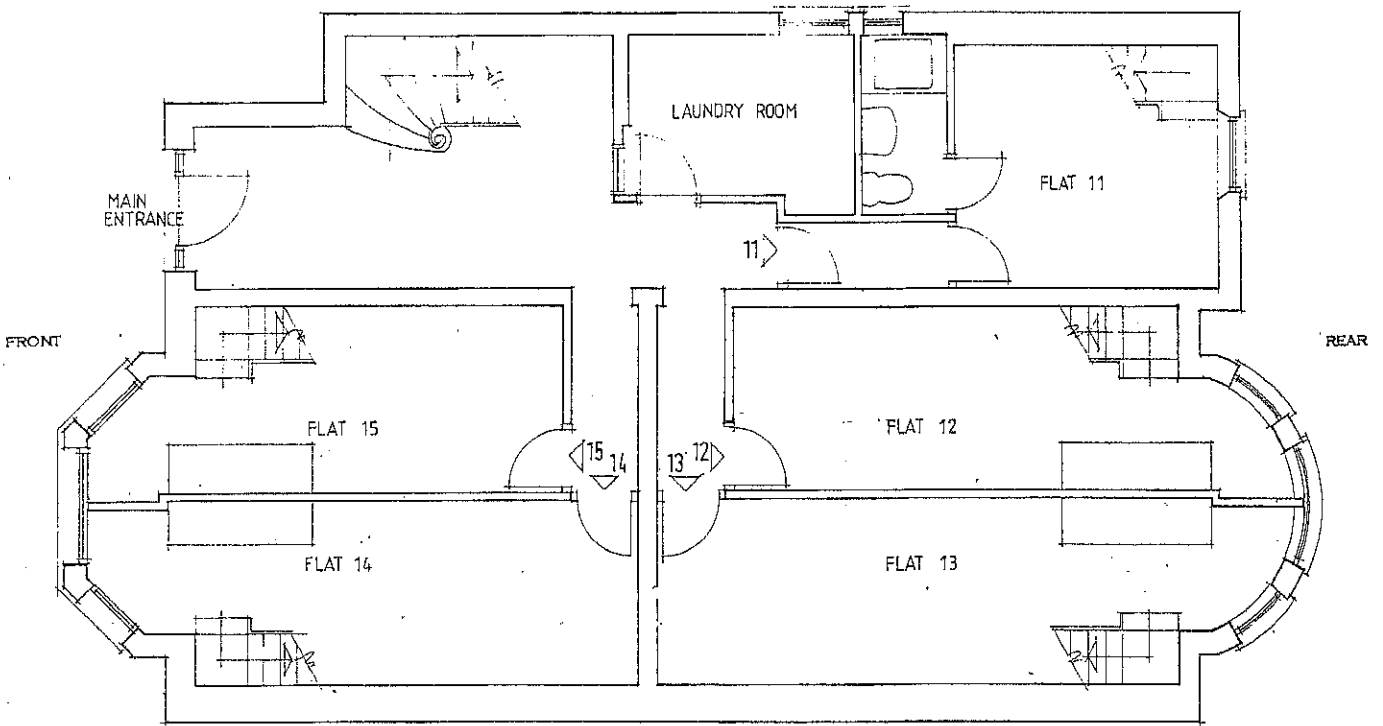 LAUNDRY ROOM
FLAT 11
MAIN
ENTRANCE
11
FRONT
REAR
FLAT 15
FLAT 12
15
14
13
12
FLAT 14
FLAT 13